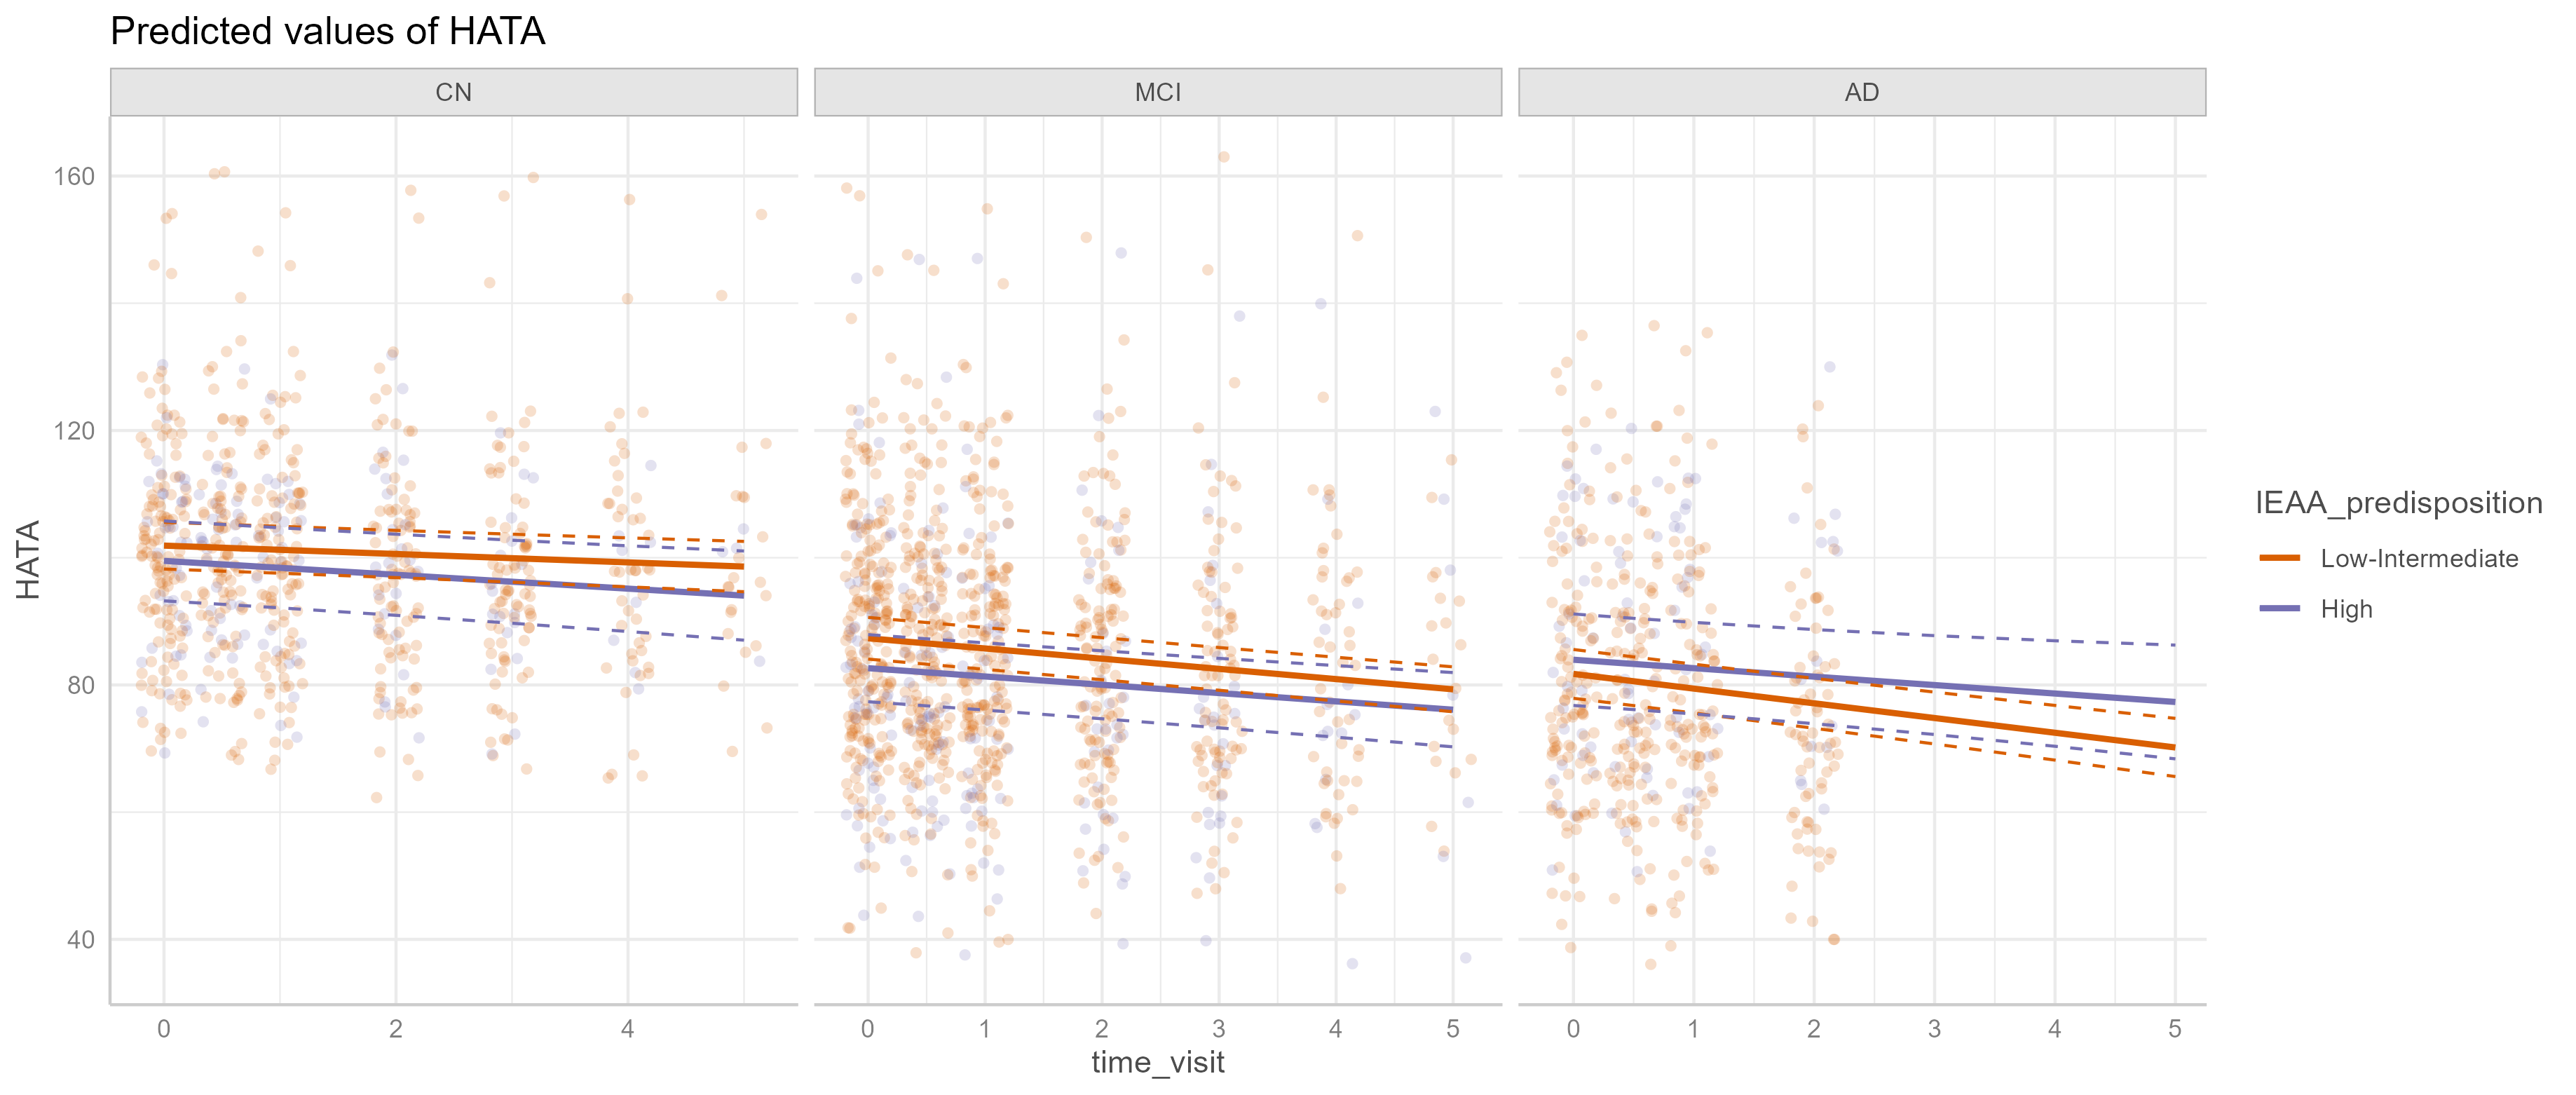 Predicted values of HATA
CN
MCI
AD
160
120
80
40
HATA
0 2 4
0 1 2 3 4 5
0 1 2 3 4 5
time_visit
IEAA_predisposition
Low-Intermediate
High